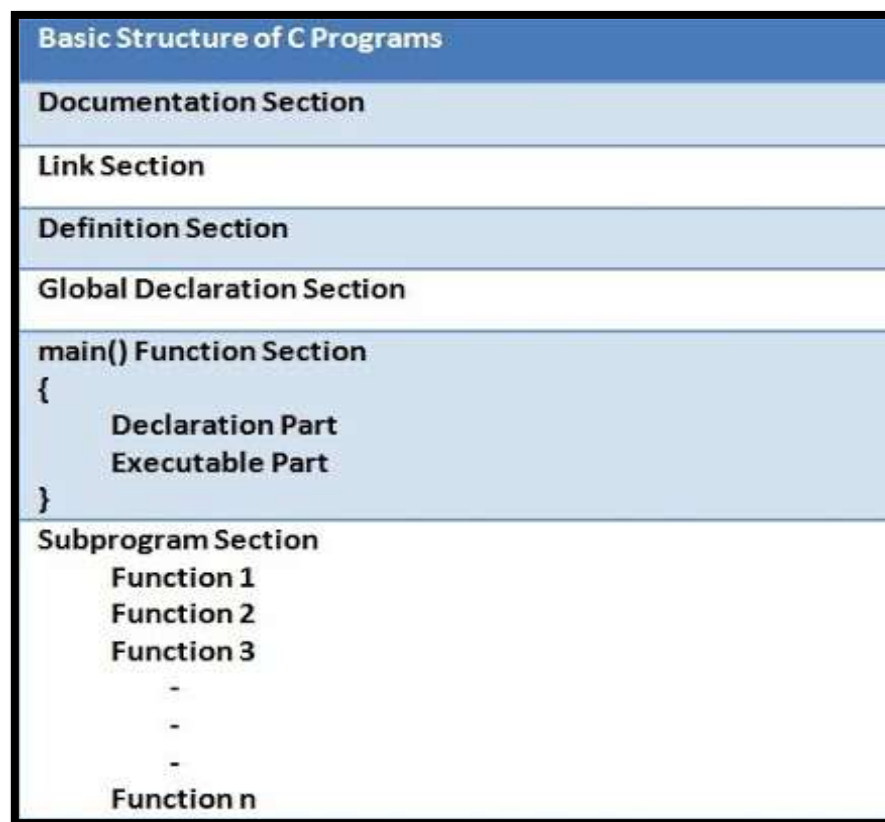 Basic Structure of C Programs
Documentation Section
Link Section
Definition Section
Global Declaration Section
main() Function Section
{
Declaration Part
Executable Part
}
Subprogram Section
Function 1
Function 2
Function 3
-
-
-
Function n